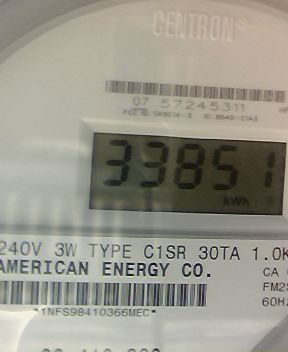 CENTRON®
07 57245311
33851
kWh
240V 3W TYPE C1SR 30TA 1.0K
AMERICAN ENERGY CO.
CA
FM2S
60HZ
*1NFS98410366MEC*